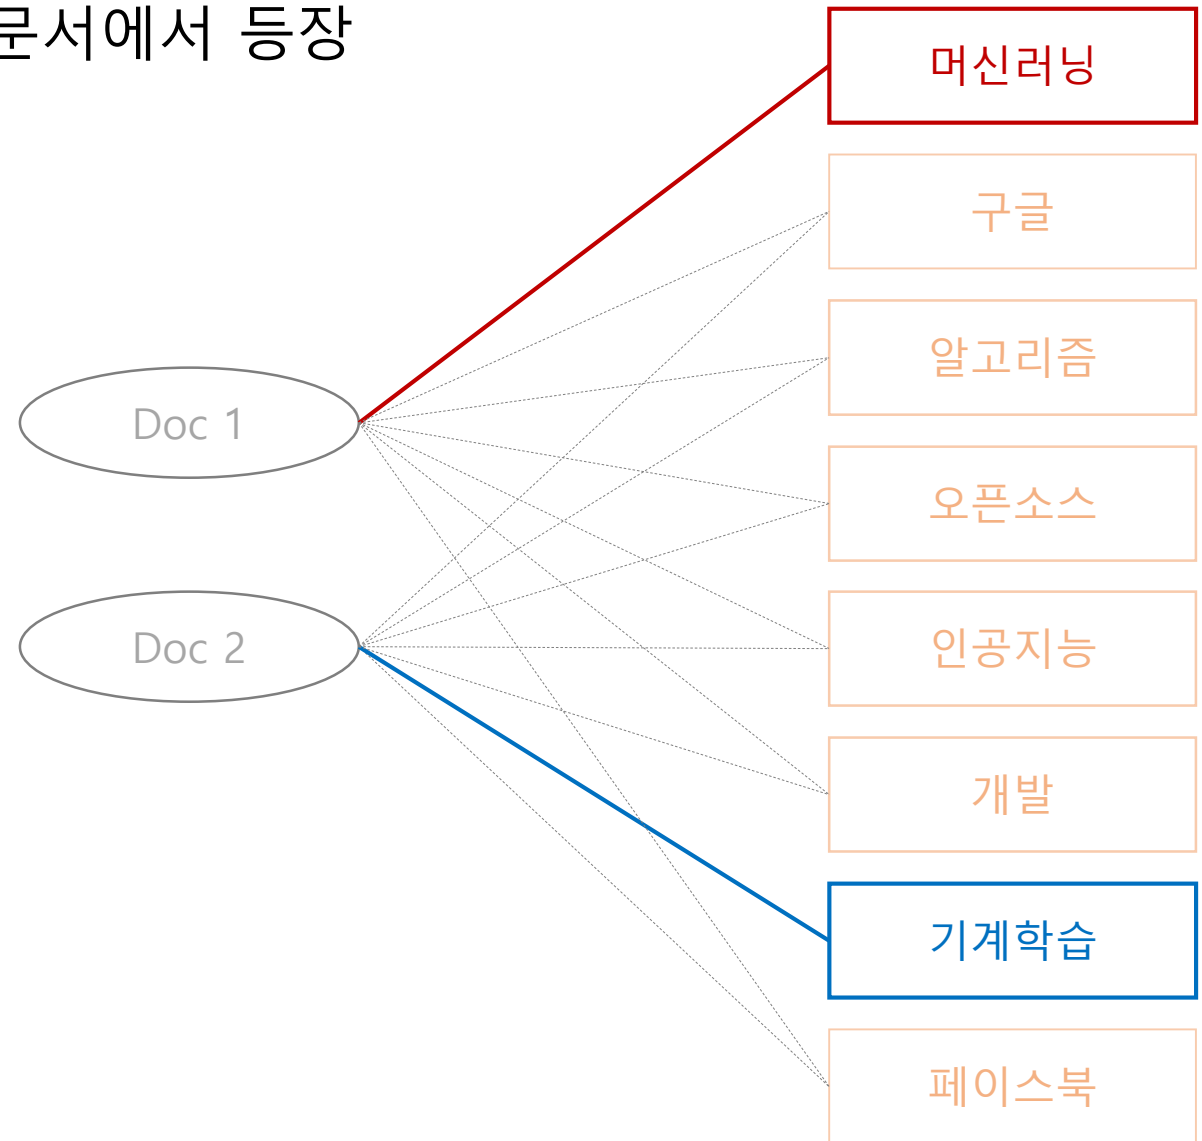 문서에서 등장
머신러닝
구글
알고리즘
Doc 1
오픈소스
Doc 2
인공지능
개발
기계학습
페이스북